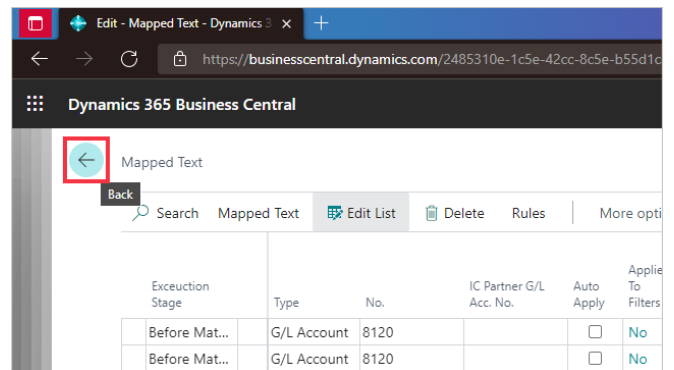 Edit - Mapped Text - Dynamics 3
https://businesscentral.dynamics.com/2485310e-1c5e-42cc-8c5e-b55d1c
Dynamics 365 Business Central
Mapped Text
Back
Search Mapped Text Edit List Delete Rules More opti
Exceuction Stage Type No. IC Partner G/L Acc. No. Auto Apply Applie To Filters
Before Mat... G/L Account 8120 No
Before Mat... G/L Account 8120 No